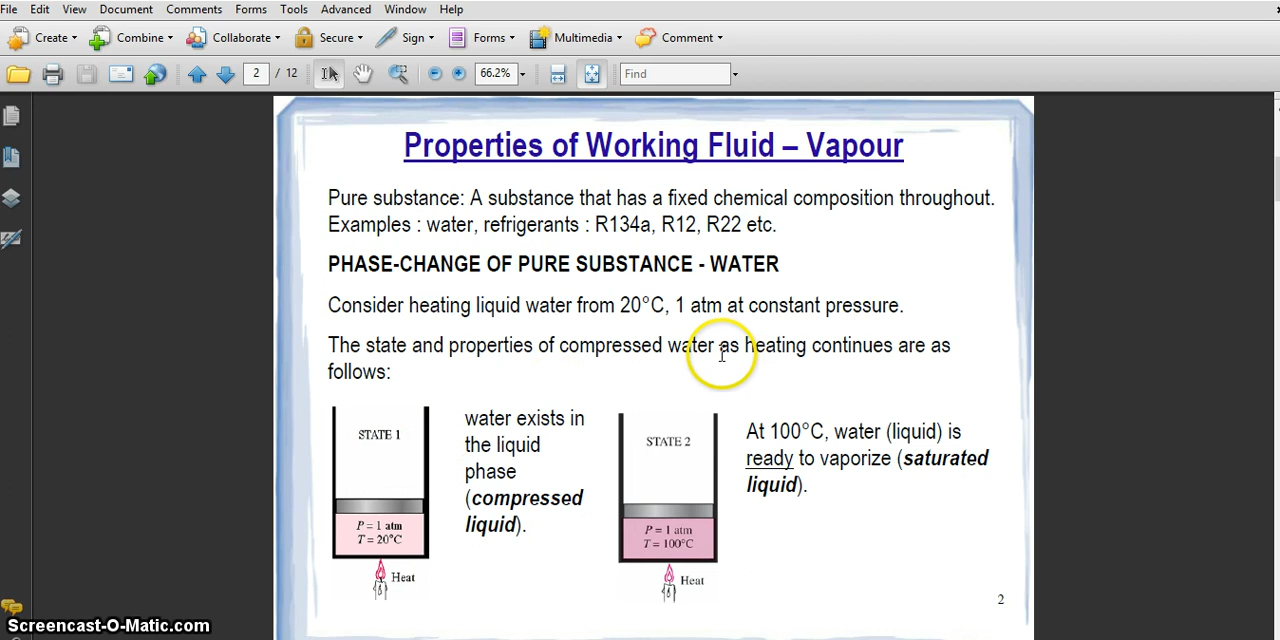 File Edit View Document Comments Forms Tools Advanced Window Help
Create Combine Collaborate Secure Sign Forms Multimedia Comment
2 / 12 66.2% Find
Properties of Working Fluid – Vapour
Pure substance: A substance that has a fixed chemical composition throughout.
Examples : water, refrigerants : R134a, R12, R22 etc.
PHASE-CHANGE OF PURE SUBSTANCE - WATER
Consider heating liquid water from 20°C, 1 atm at constant pressure.
The state and properties of compressed water as heating continues are as
follows:
STATE 1
P = 1 atm
T = 20°C
Heat
water exists in
the liquid
phase
(compressed
liquid).
STATE 2
P = 1 atm
T = 100°C
Heat
At 100°C, water (liquid) is
ready to vaporize (saturated
liquid).
2
Screencast-O-Matic.com